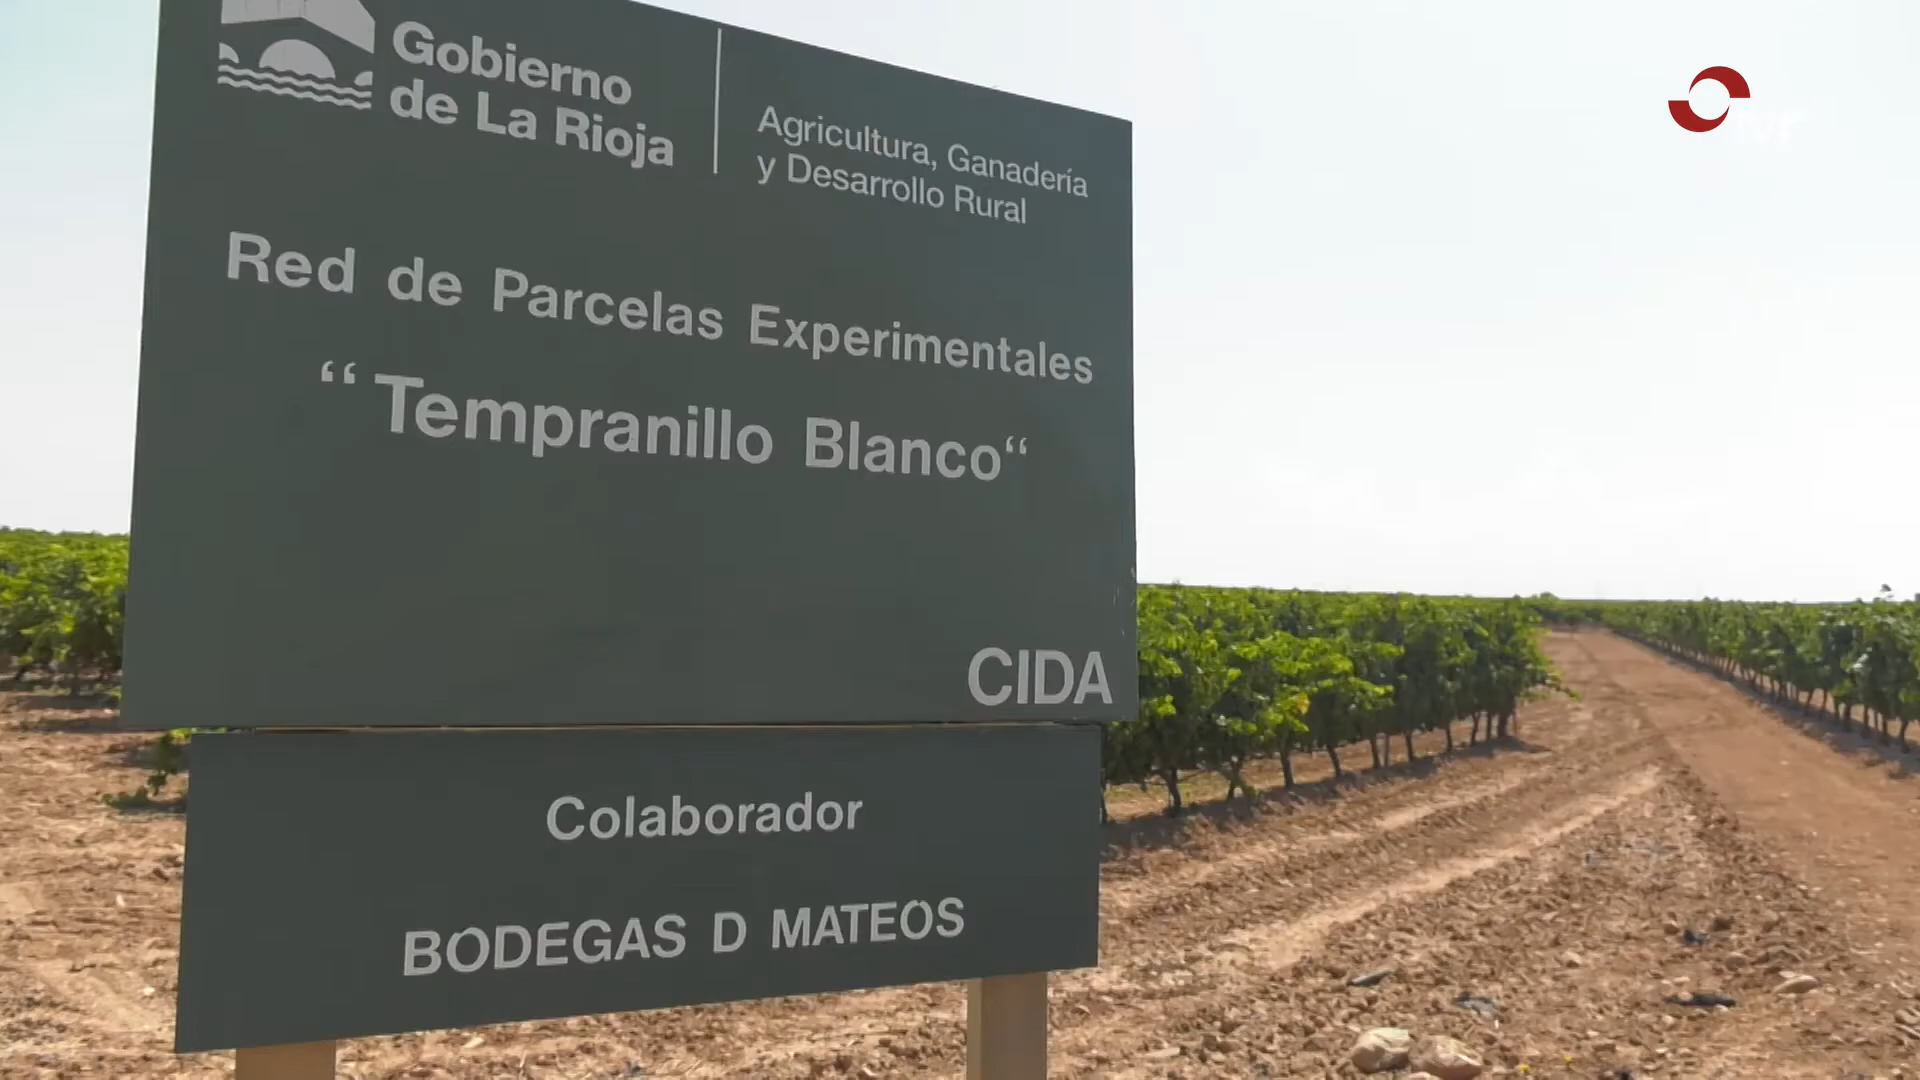 Gobierno
de La Rioja
Agricultura, Ganadería
y Desarrollo Rural
Red de Parcelas Experimentales
“Tempranillo Blanco“
CIDA
Colaborador
BODEGAS D MATEOS